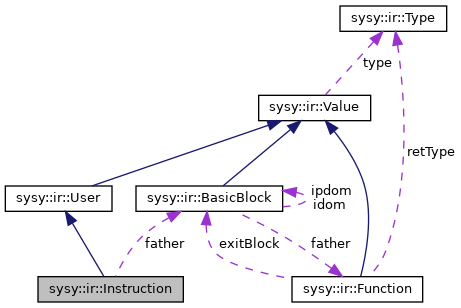 sysy::ir::Type
type
sysy::ir::Value
retType
sysy::ir::User
sysy::ir::BasicBlock
ipdom
idom
father
exitBlock
father
sysy::ir::Instruction
sysy::ir::Function